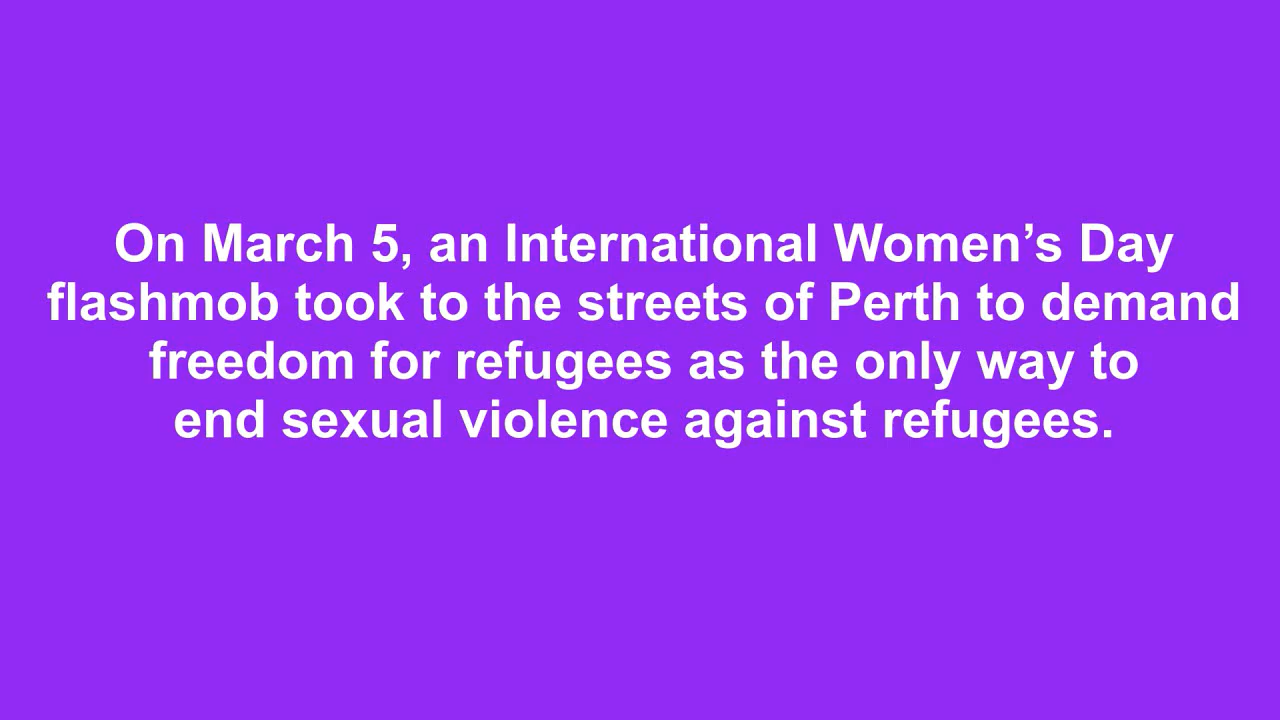 On March 5, an International Women’s Day
flashmob took to the streets of Perth to demand
freedom for refugees as the only way to
end sexual violence against refugees.